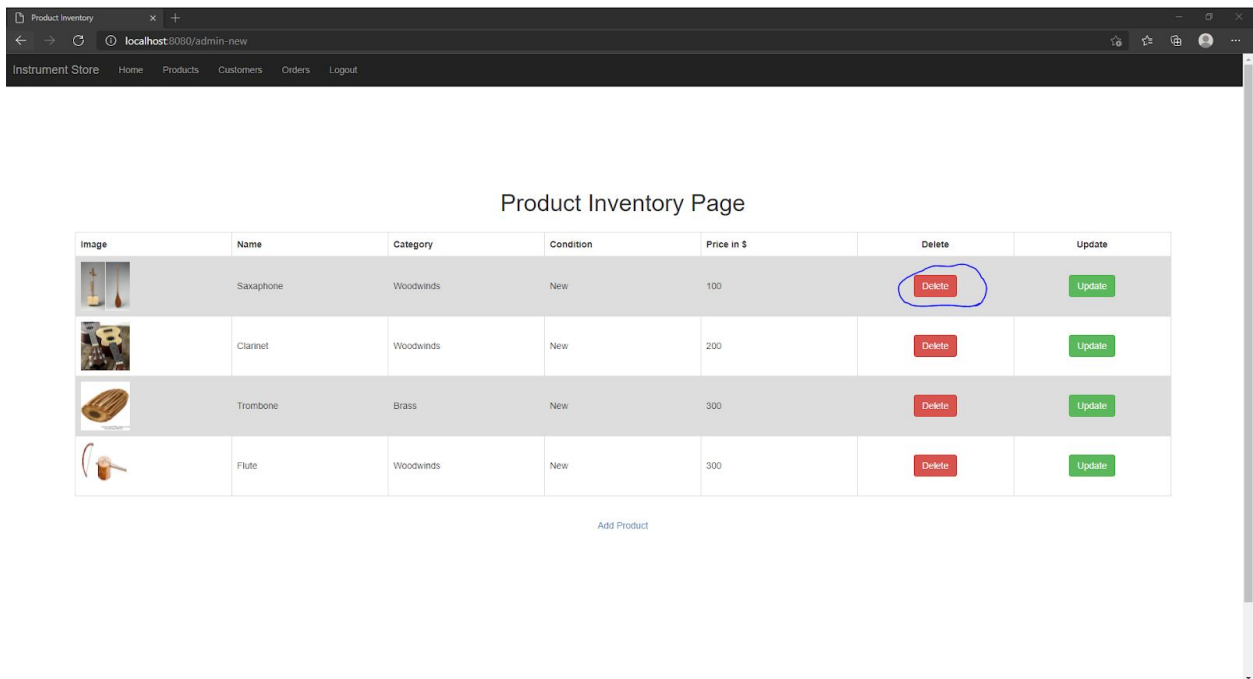 Product Inventory
localhost:8080/admin-new
Instrument Store Home Products Customers Orders Logout
Product Inventory Page
Image Name Category Condition Price in $ Delete Update
Saxaphone Woodwinds New 100 Delete Update
Clarinet Woodwinds New 200 Delete Update
Trombone Brass New 300 Delete Update
Flute Woodwinds New 300 Delete Update
Add Product